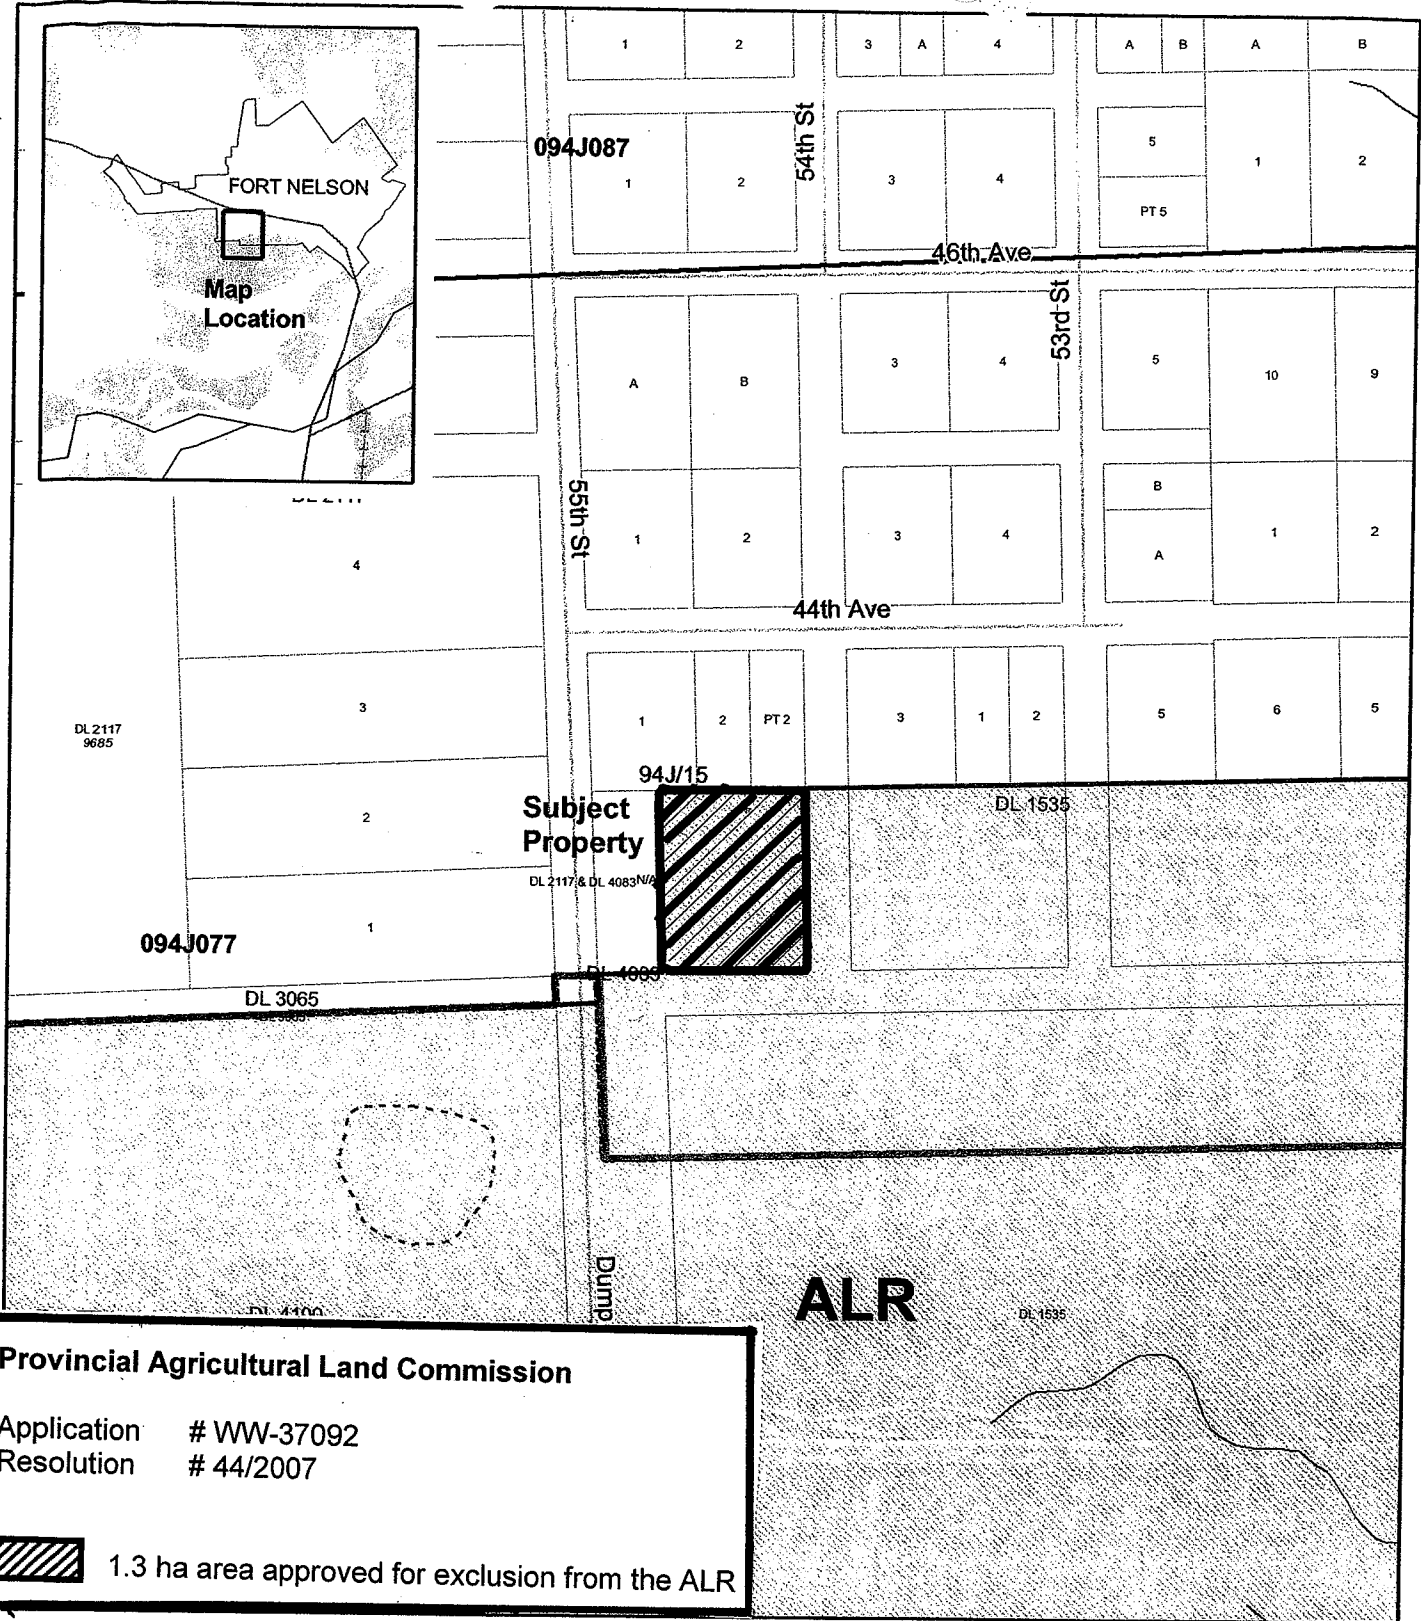 1 2 3 A 4 A B A B
FORT NELSON
Map
Location
094J087
54th St
1 2 3 4 5 1 2
PT 5
46th Ave
53rd St
A B 3 4 5 10 9
55th St
B
4 1 2 3 4 A 1 2
44th Ave
3 1 2 PT 2 3 1 2 5 6 5
DL 2117
9685
94J/15
Subject
Property
DL 1535
2
DL 2117 & DL 4083 N/A
1
094J077
DL 3065
Dump
ALR
DL 1535
Provincial Agricultural Land Commission
Application # WW-37092
Resolution # 44/2007
1.3 ha area approved for exclusion from the ALR